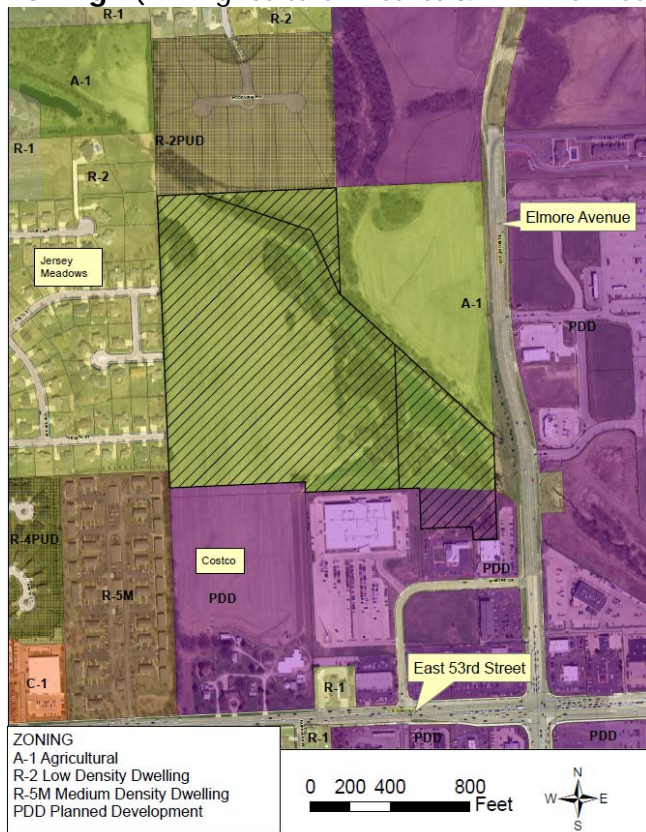 R-1
R-2
A-1
R-1
R-2PUD
R-2
Elmore Avenue
Jersey
Meadows
A-1
PDD
R-4PUD
R-5M
Costco
PDD
PDD
C-1
R-1
East 53rd Street
R-1
PDD
PDD
ZONING
A-1 Agricultural
R-2 Low Density Dwelling
R-5M Medium Density Dwelling
PDD Planned Development
0 200 400 800
Feet
N
W E
S